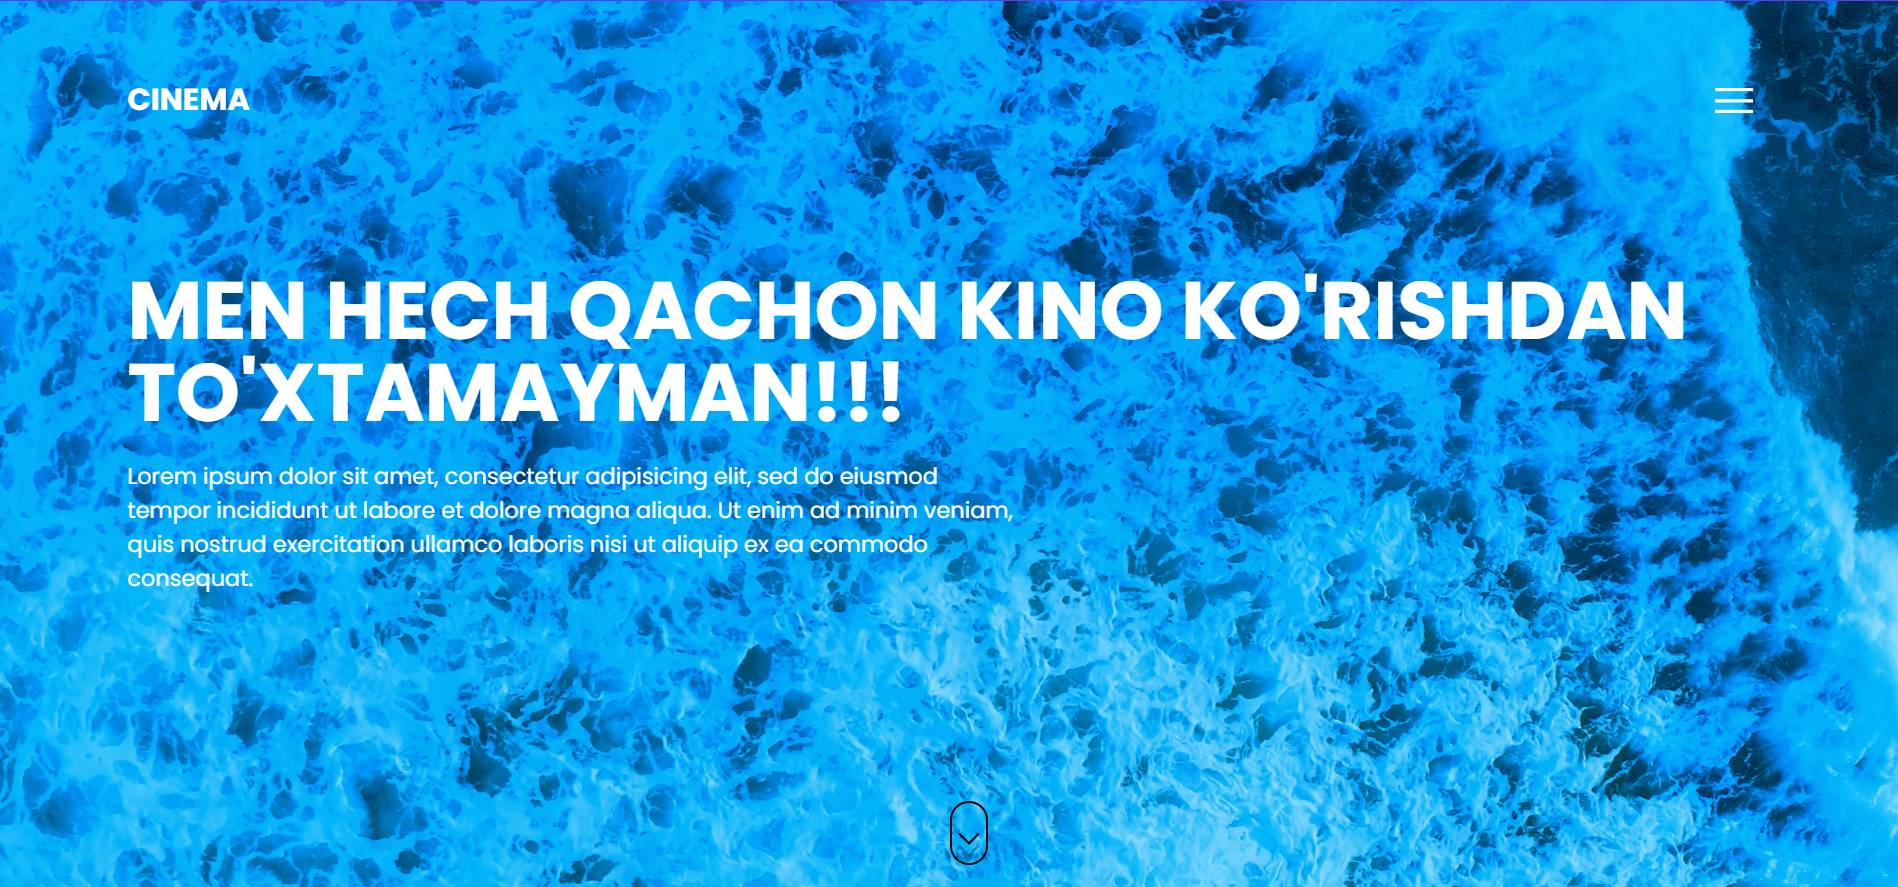 CINEMA
MEN HECH QACHON KINO KO'RISHDAN
TO'XTAMAYMAN!!!
Lorem ipsum dolor sit amet, consectetur adipisicing elit, sed do eiusmod
tempor incididunt ut labore et dolore magna aliqua. Ut enim ad minim veniam,
quis nostrud exercitation ullamco laboris nisi ut aliquip ex ea commodo
consequat.